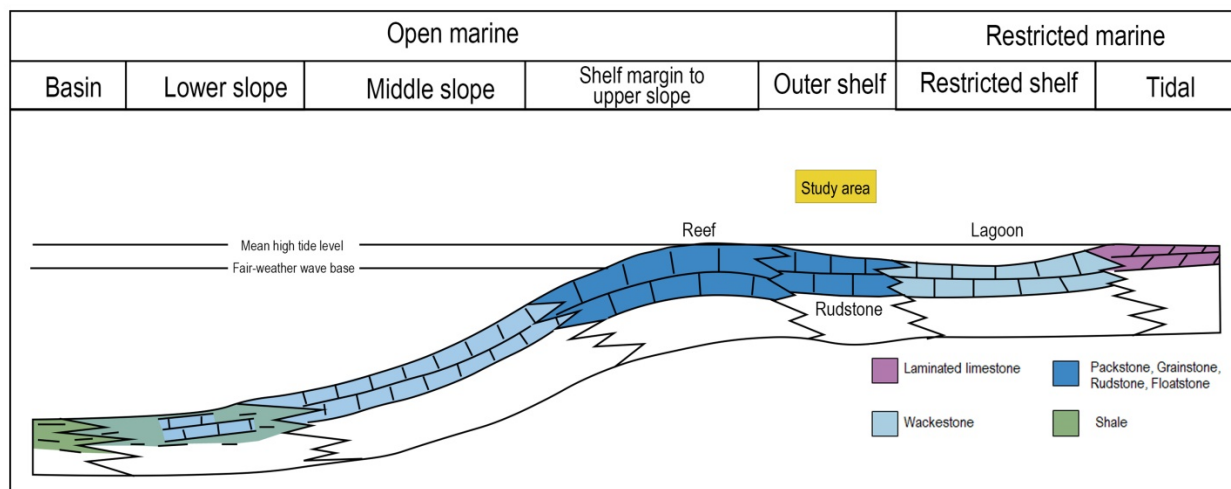 Open marine
Restricted marine
Basin
Lower slope
Middle slope
Shelf margin to
upper slope
Outer shelf
Restricted shelf
Tidal
Study area
Reef
Lagoon
Mean high tide level
Fair-weather wave base
Rudstone
Laminated limestone
Packstone, Grainstone,
Rudstone, Floatstone
Wackestone
Shale